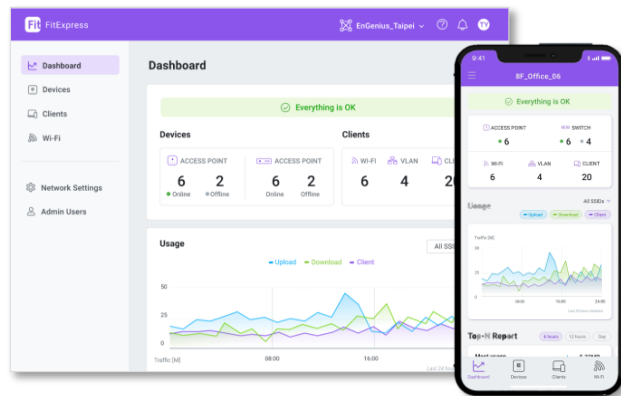 Fit FitExpress
EnGenius_Taipei
TY
Dashboard
Devices
Clients
Wi-Fi
Network Settings
Admin Users
Dashboard
Everything is OK
Devices
Clients
ACCESS POINT
ACCESS POINT
WI-FI
VLAN
6
2
6
2
6
4
Online
Offline
Online
Offline
Usage
Upload
Download
Client
50
25
0
Traffic [M]
08:00
16:00
9:41
8F_Office_06
Everything is OK
ACCESS POINT
SWITCH
6
6
4
WI-FI
VLAN
CLIENT
6
4
20
Usage
All SSIDs
Upload
Download
Client
Traffic [M]
0
08:00
16:00
24:00
Top-N Report
6 hours
12 hours
Day
Dashboard
Devices
Clients
Wi-Fi